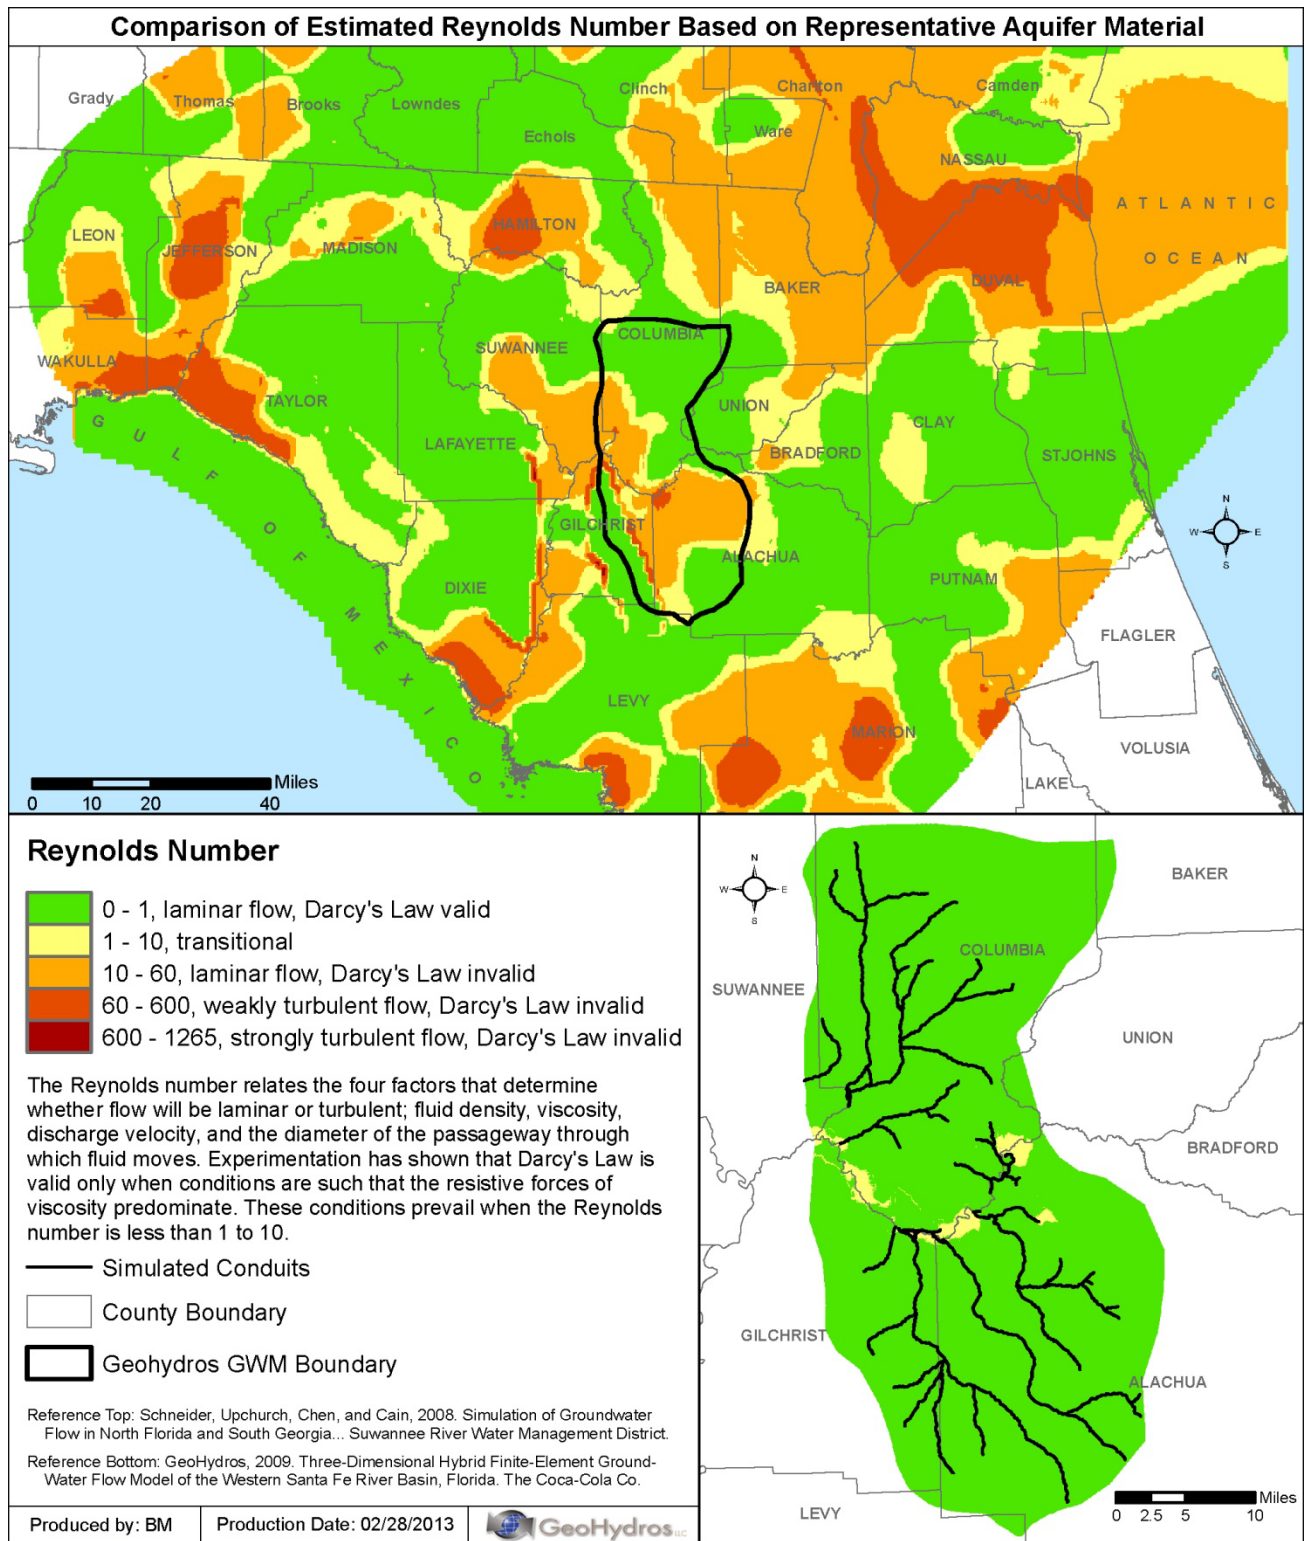 Comparison of Estimated Reynolds Number Based on Representative Aquifer Material
Grady
Thomas
Brooks
Lowndes
Echols
Clinch
Charlton
Ware
Camden
NASSAU
ATLANTIC
OCEAN
LEON
JEFFERSON
MADISON
HAMILTON
BAKER
DUVAL
WAKULLA
SUWANNEE
COLUMBIA
TAYLOR
LAFAYETTE
UNION
BRADFORD
CLAY
STJOHNS
GULF OF MEXICO
GILCHRIST
ALACHUA
DIXIE
PUTNAM
FLAGLER
LEVY
MARION
VOLUSIA
LAKE
N
W E
S
Miles
0 10 20 40
Reynolds Number
0 - 1, laminar flow, Darcy's Law valid
1 - 10, transitional
10 - 60, laminar flow, Darcy's Law invalid
60 - 600, weakly turbulent flow, Darcy's Law invalid
600 - 1265, strongly turbulent flow, Darcy's Law invalid
The Reynolds number relates the four factors that determine
whether flow will be laminar or turbulent; fluid density, viscosity,
discharge velocity, and the diameter of the passageway through
which fluid moves. Experimentation has shown that Darcy's Law is
valid only when conditions are such that the resistive forces of
viscosity predominate. These conditions prevail when the Reynolds
number is less than 1 to 10.
Simulated Conduits
County Boundary
Geohydros GWM Boundary
Reference Top: Schneider, Upchurch, Chen, and Cain, 2008. Simulation of Groundwater
Flow in North Florida and South Georgia... Suwannee River Water Management District.
Reference Bottom: GeoHydros, 2009. Three-Dimensional Hybrid Finite-Element Ground-
Water Flow Model of the Western Santa Fe River Basin, Florida. The Coca-Cola Co.
Produced by: BM
Production Date: 02/28/2013
GeoHydros LLC
N
W E
S
BAKER
COLUMBIA
SUWANNEE
UNION
BRADFORD
GILCHRIST
ALACHUA
LEVY
Miles
0 2.5 5 10